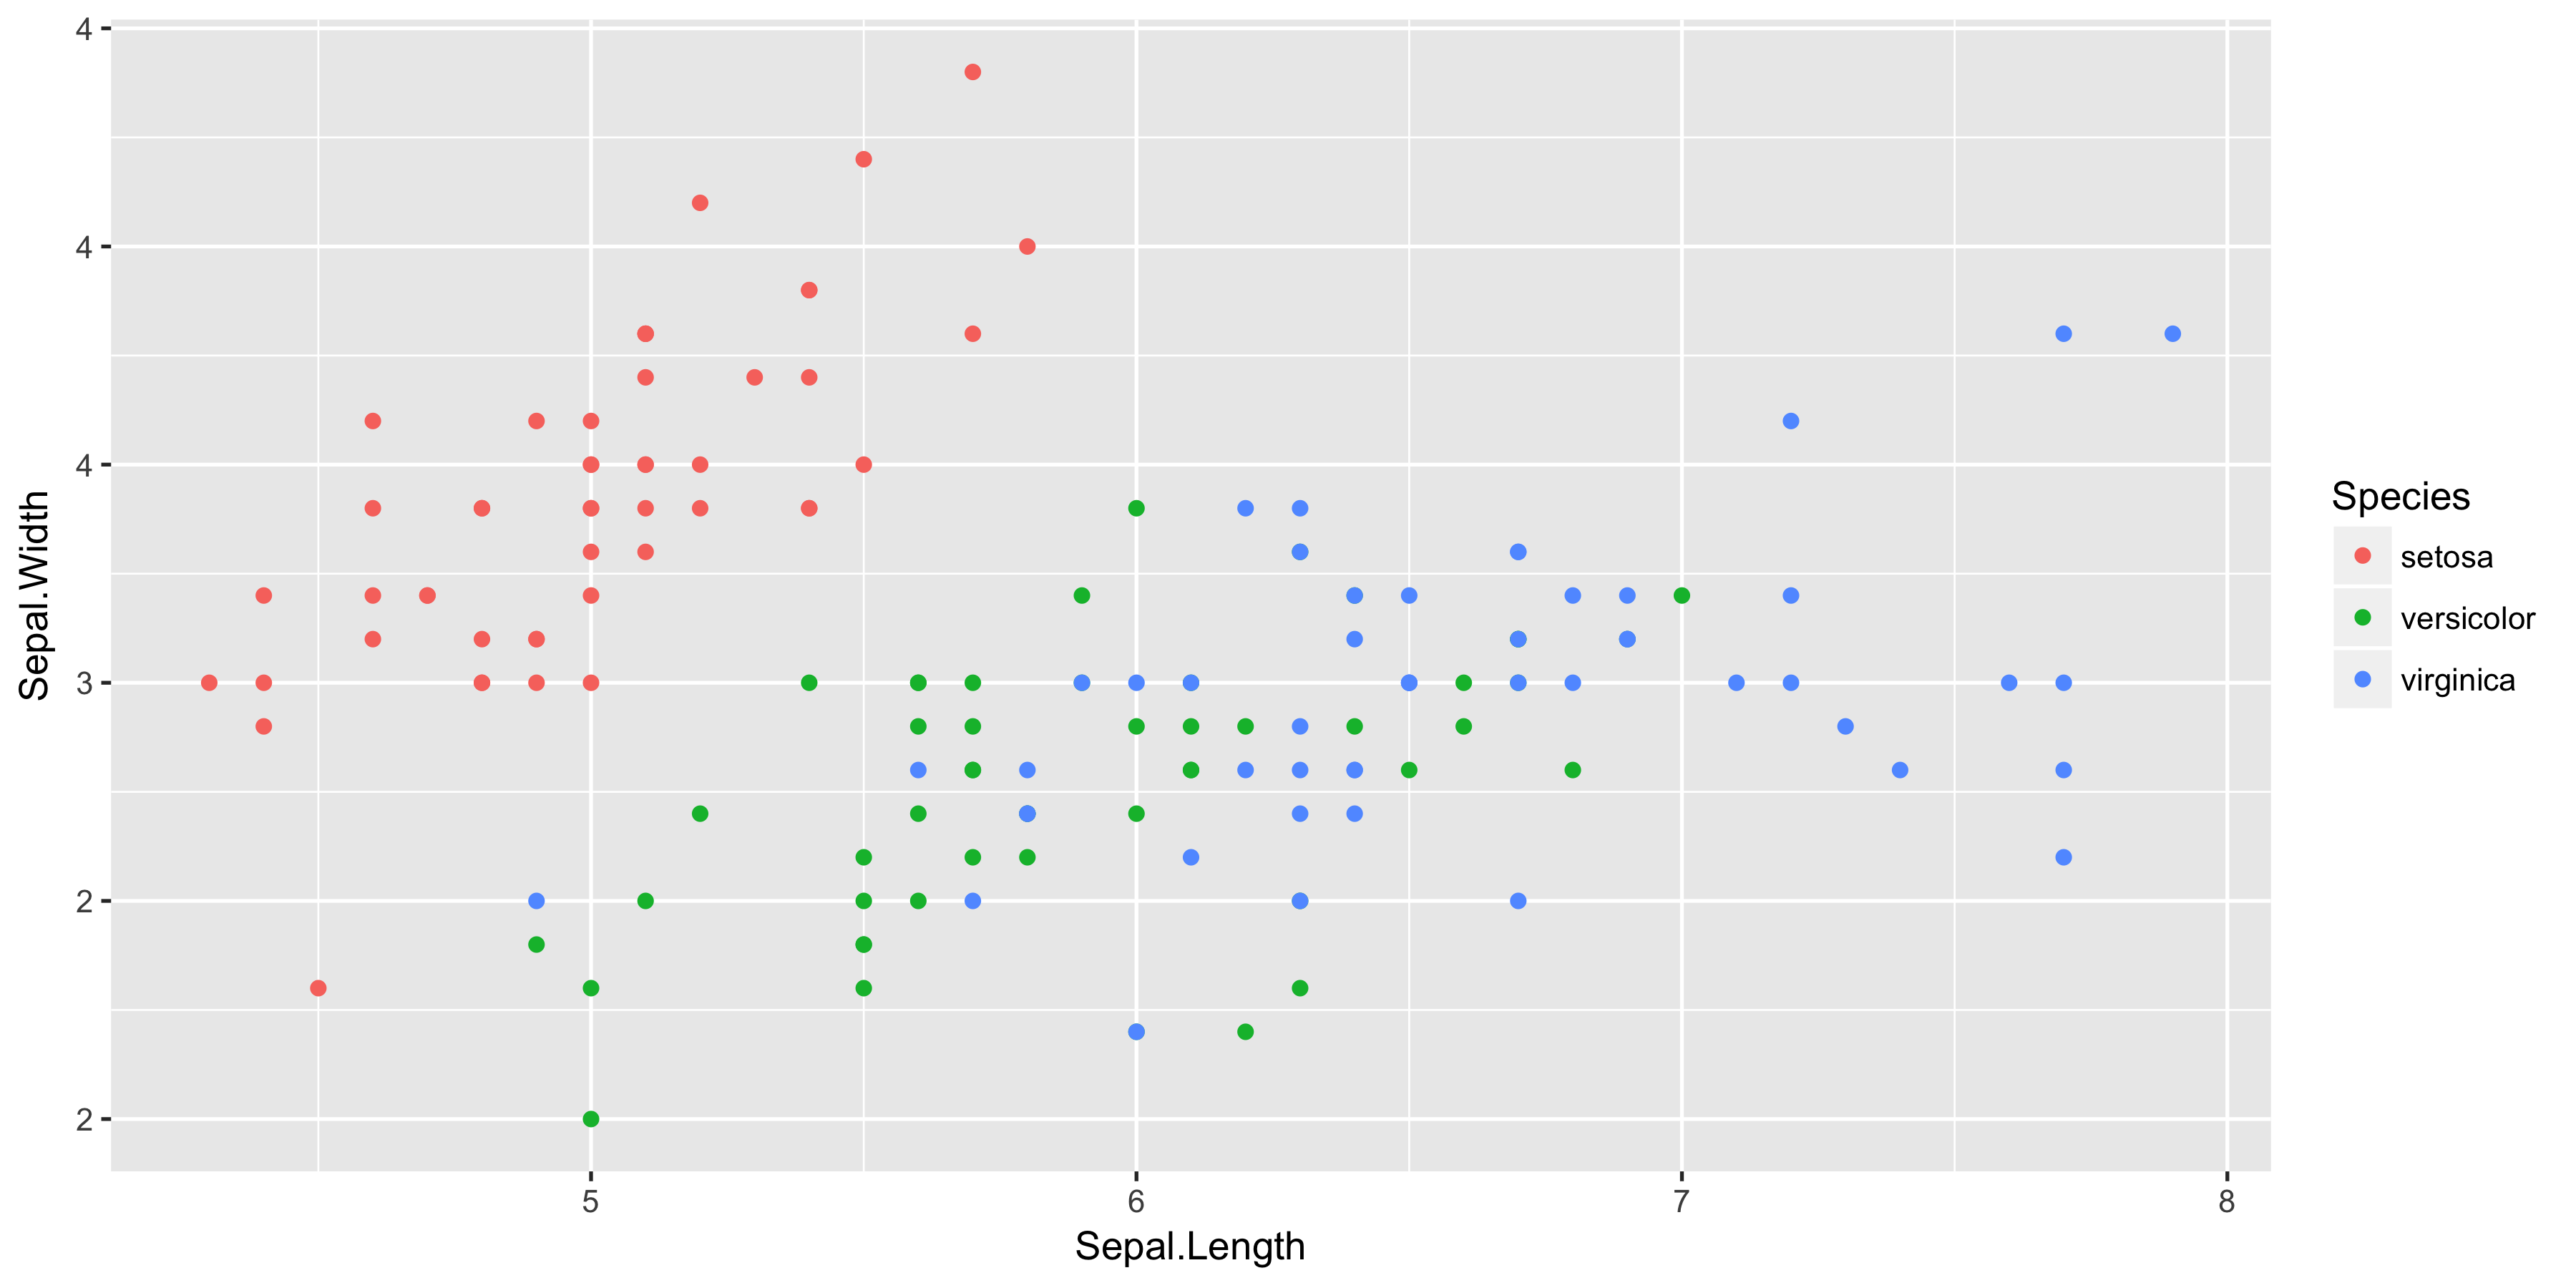 4
4
4
3
2
2
Sepal.Width
5 6 7 8
Sepal.Length
Species
setosa
versicolor
virginica